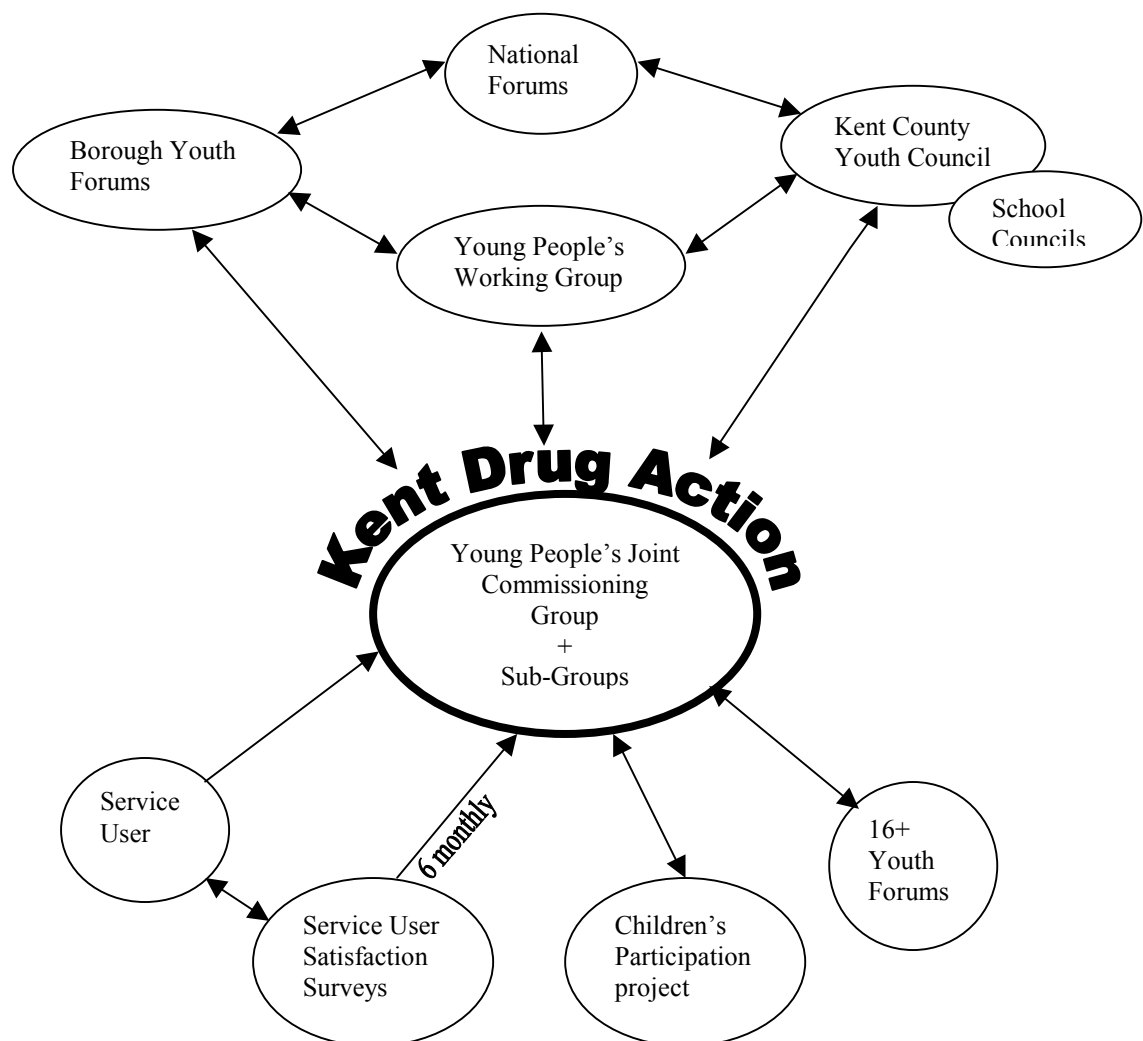 National
Forums
Kent County
Youth Council
Borough Youth
Forums
School
Councils
Young People’s
Working Group
Kent Drug Action
Young People’s Joint
Commissioning
Group
+
Sub-Groups
Service
User
6 monthly
16+
Youth
Forums
Service User
Satisfaction
Surveys
Children’s
Participation
project